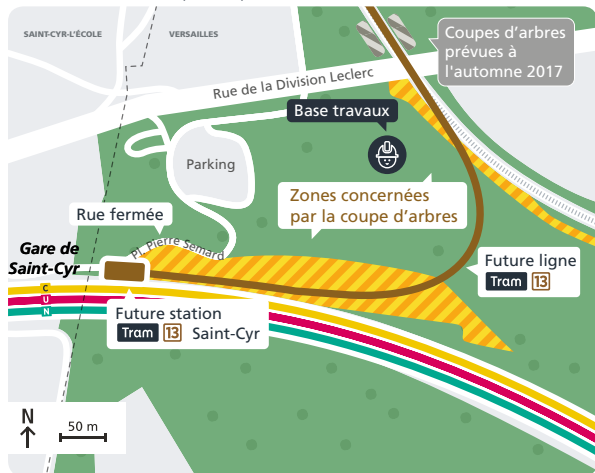 SAINT-CYR-L'ÉCOLE
VERSAILLES
Coupes d'arbres
prévues à
l'automne 2017
Rue de la Division Leclerc
Base travaux
Parking
Zones concernées
par la coupe d'arbres
Rue fermée
Pl. Pierre Semard
Gare de
Saint-Cyr
Future ligne
Tram 13
C
U
N
Future station
Tram 13 Saint-Cyr
N
50 m